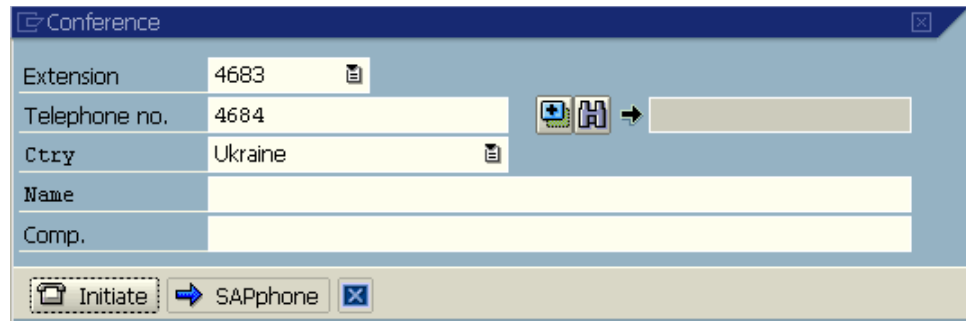 Conference
Extension 4683
Telephone no. 4684
Ctry Ukraine
Name
Comp.
Initiate SAPphone